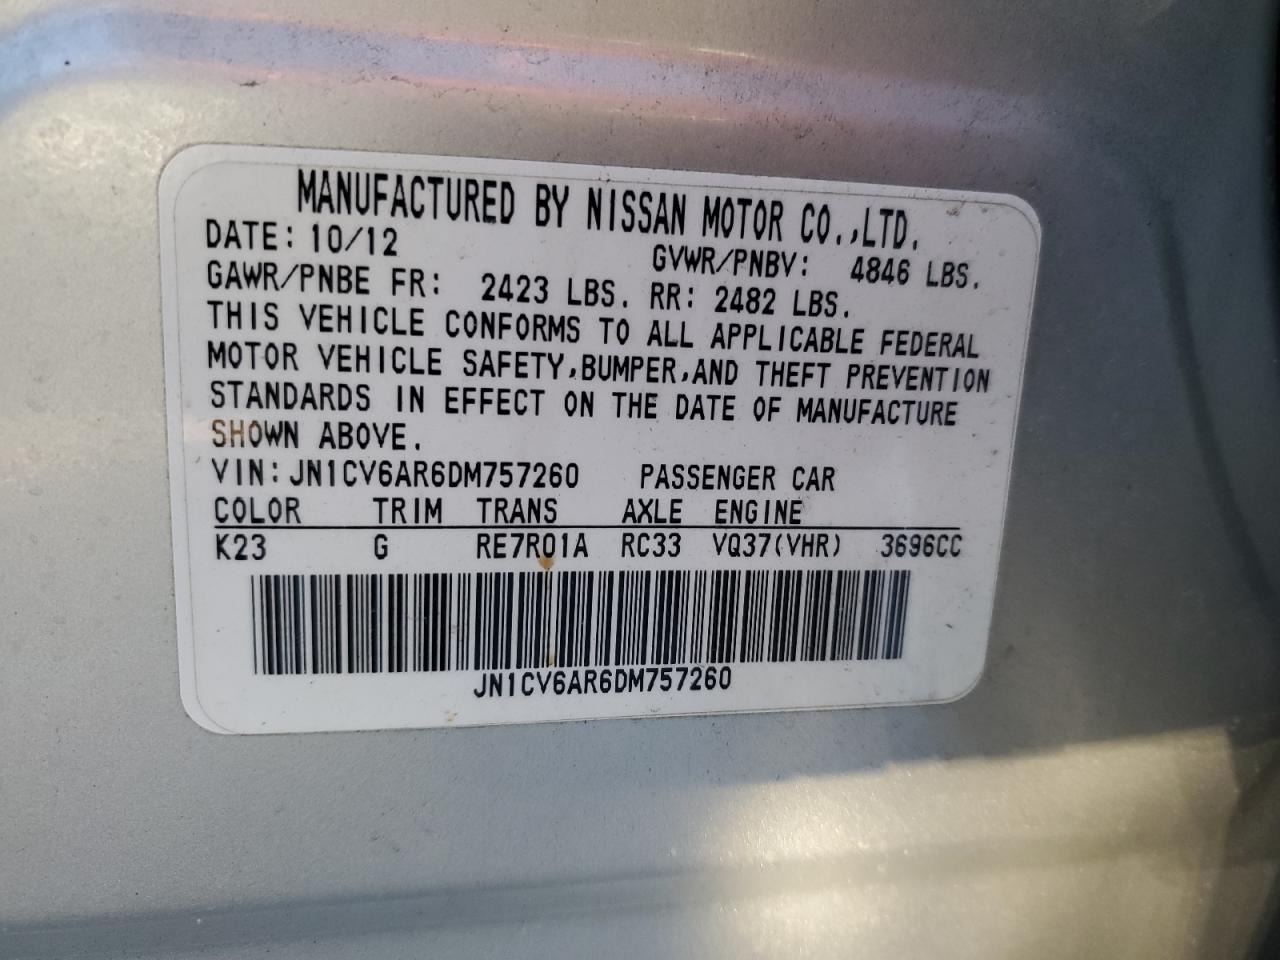 MANUFACTURED BY NISSAN MOTOR CO.,LTD.
DATE: 10/12 GVWR/PNBV: 4846 LBS.
GAWR/PNBE FR: 2423 LBS. RR: 2482 LBS.
THIS VEHICLE CONFORMS TO ALL APPLICABLE FEDERAL
MOTOR VEHICLE SAFETY,BUMPER,AND THEFT PREVENTION
STANDARDS IN EFFECT ON THE DATE OF MANUFACTURE
SHOWN ABOVE.
VIN: JN1CV6AR6DM757260 PASSENGER CAR
COLOR TRIM TRANS AXLE ENGINE
K23 G RE7R01A RC33 VQ37(VHR) 3696CC
JN1CV6AR6DM757260